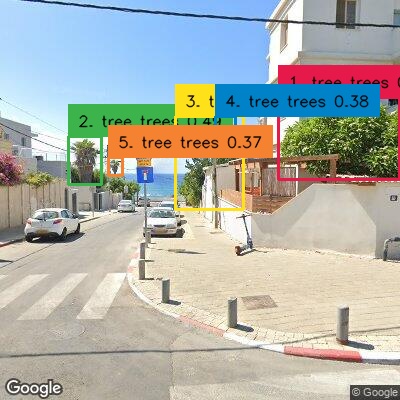 1. tree trees 0
2. tree trees 0.49
3. t
4. tree trees 0.38
5. tree trees 0.37
Google
© Google